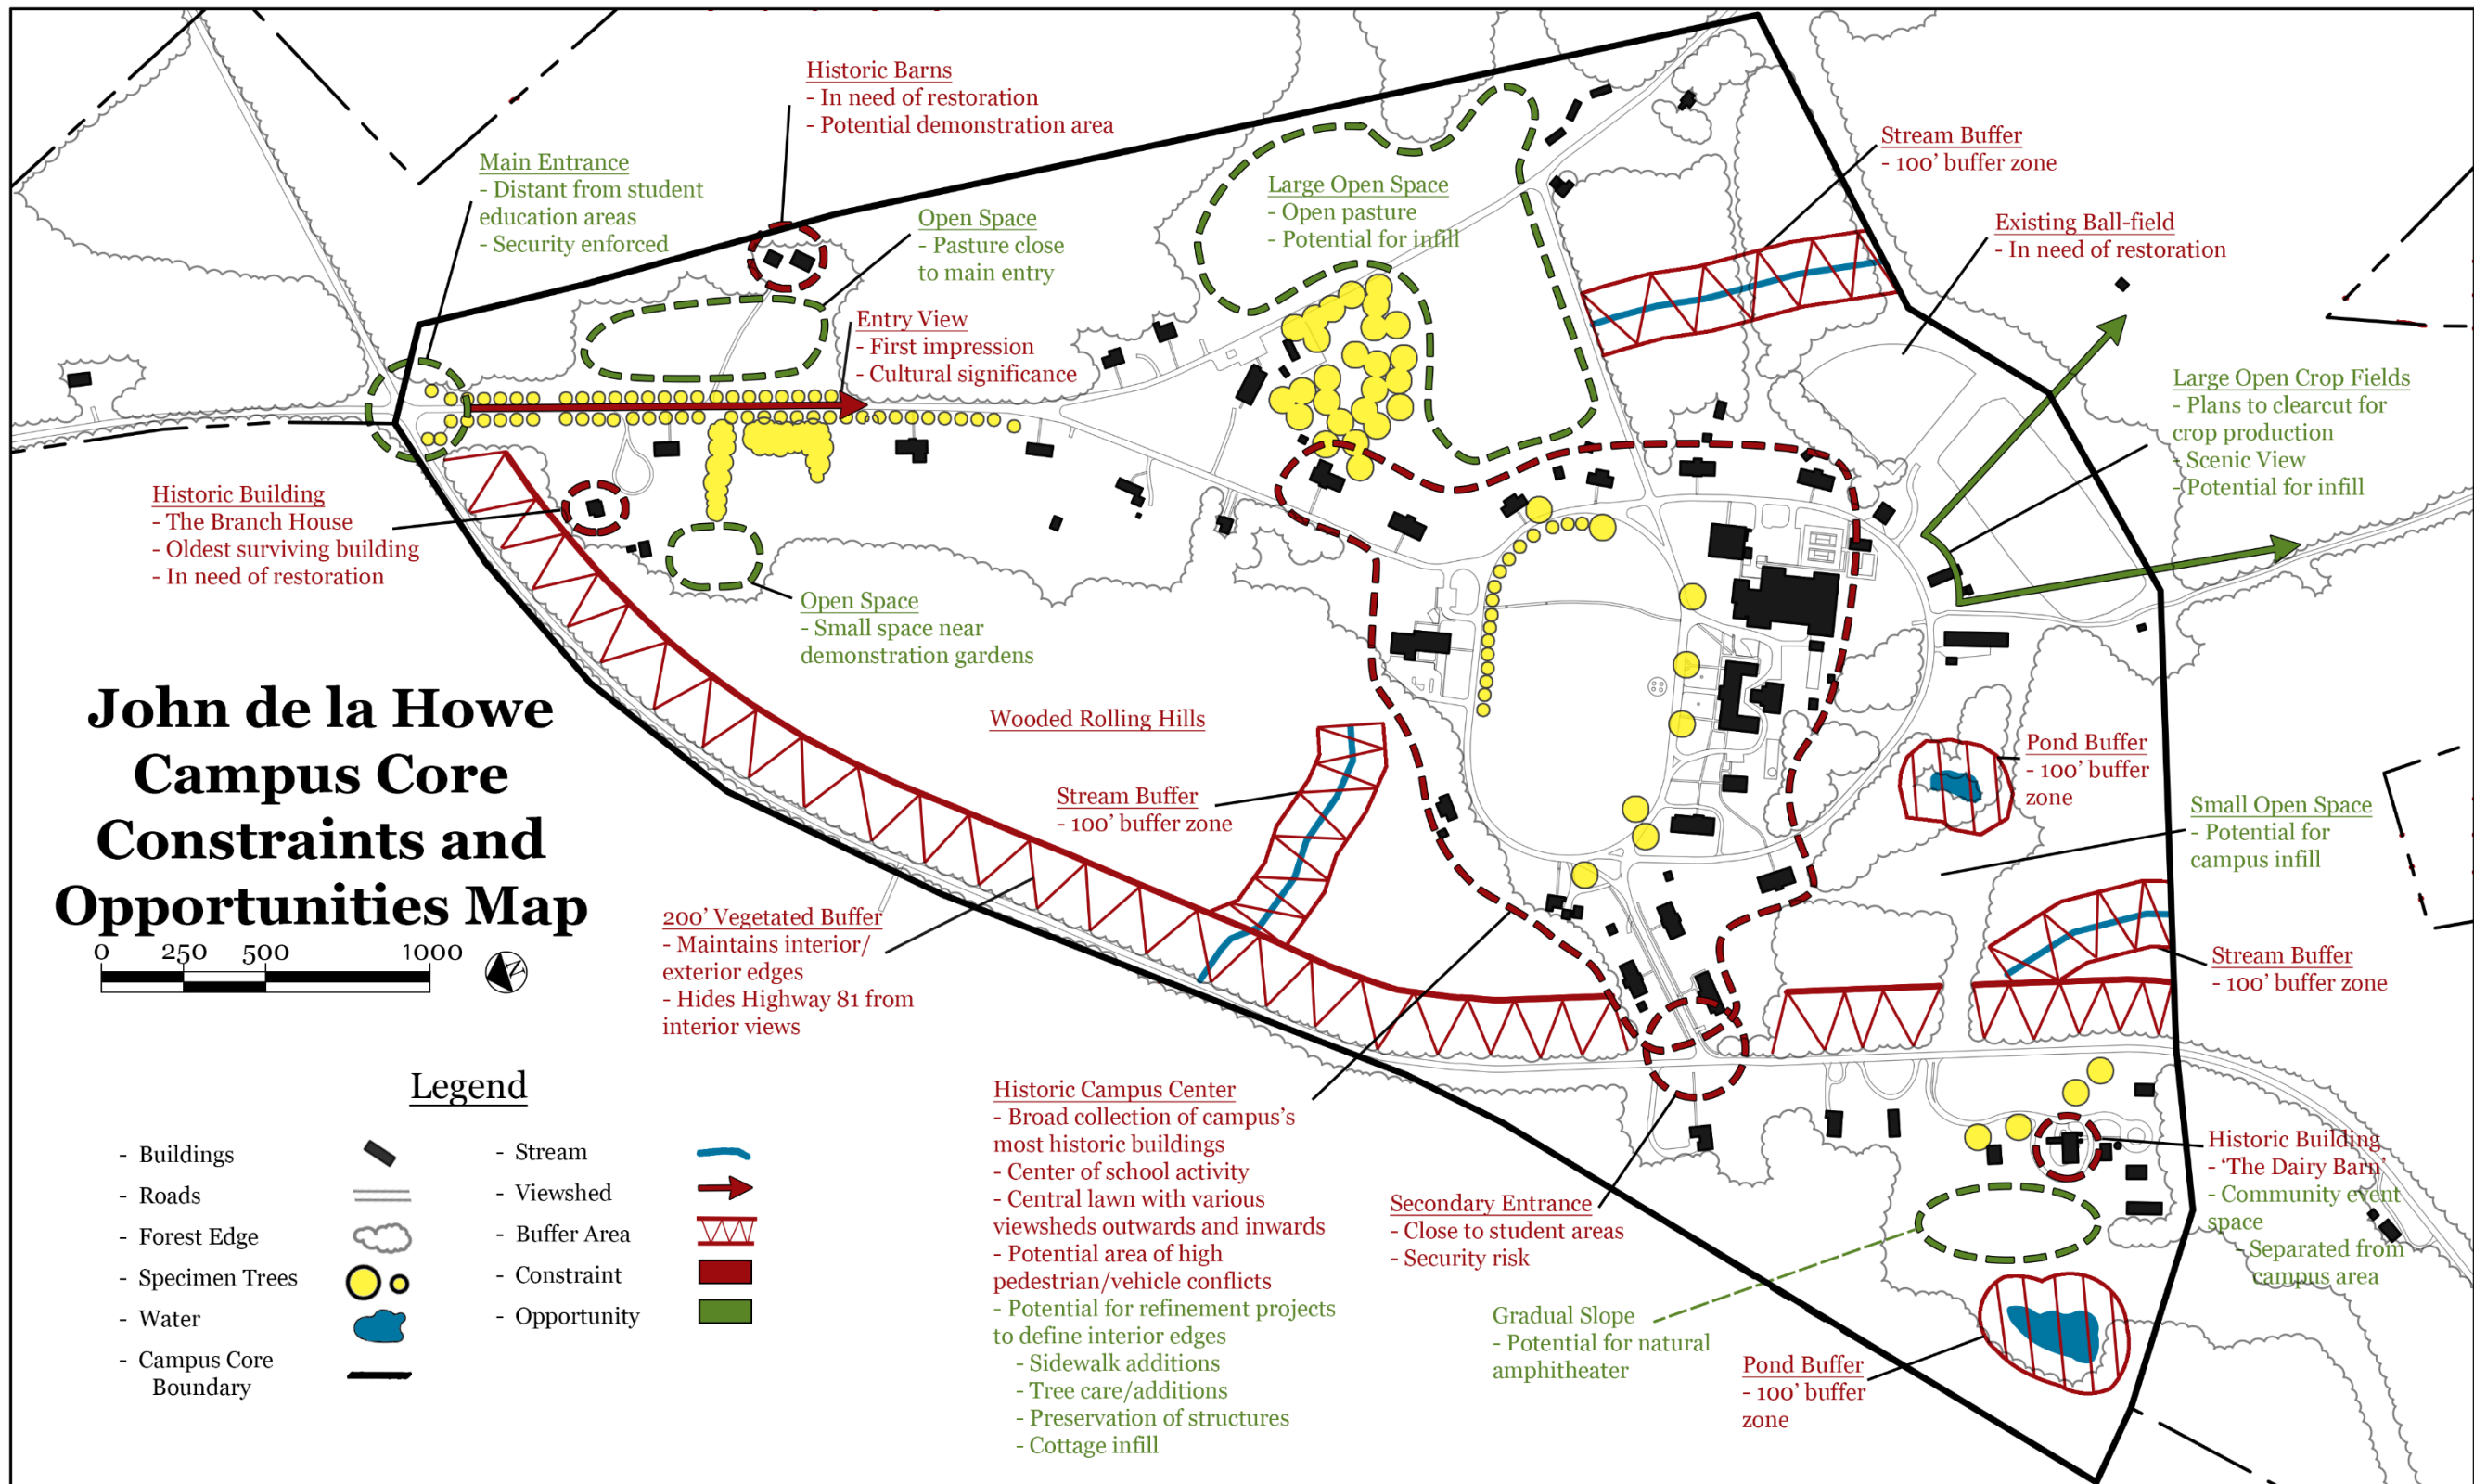 Historic Barns
- In need of restoration
- Potential demonstration area
Main Entrance
- Distant from student
education areas
- Security enforced
Open Space
- Pasture close
to main entry
Large Open Space
- Open pasture
- Potential for infill
Stream Buffer
- 100’ buffer zone
Existing Ball-field
- In need of restoration
Entry View
- First impression
- Cultural significance
Large Open Crop Fields
- Plans to clearcut for
crop production
- Scenic View
- Potential for infill
Historic Building
- The Branch House
- Oldest surviving building
- In need of restoration
Open Space
- Small space near
demonstration gardens
John de la Howe
Campus Core
Constraints and
Opportunities Map
0 250 500 1000
N
Wooded Rolling Hills
Stream Buffer
- 100’ buffer zone
Pond Buffer
- 100’ buffer
zone
Small Open Space
- Potential for
campus infill
200’ Vegetated Buffer
- Maintains interior/
exterior edges
- Hides Highway 81 from
interior views
Stream Buffer
- 100’ buffer zone
Legend
- Buildings
- Roads
- Forest Edge
- Specimen Trees
- Water
- Campus Core
Boundary
- Stream
- Viewshed
- Buffer Area
- Constraint
- Opportunity
Historic Campus Center
- Broad collection of campus’s
most historic buildings
- Center of school activity
- Central lawn with various
viewsheds outwards and inwards
- Potential area of high
pedestrian/vehicle conflicts
- Potential for refinement projects
to define interior edges
- Sidewalk additions
- Tree care/additions
- Preservation of structures
- Cottage infill
Secondary Entrance
- Close to student areas
- Security risk
Historic Building
- ‘The Dairy Barn’
- Community event
space
- Separated from
campus area
Gradual Slope
- Potential for natural
amphitheater
Pond Buffer
- 100’ buffer
zone